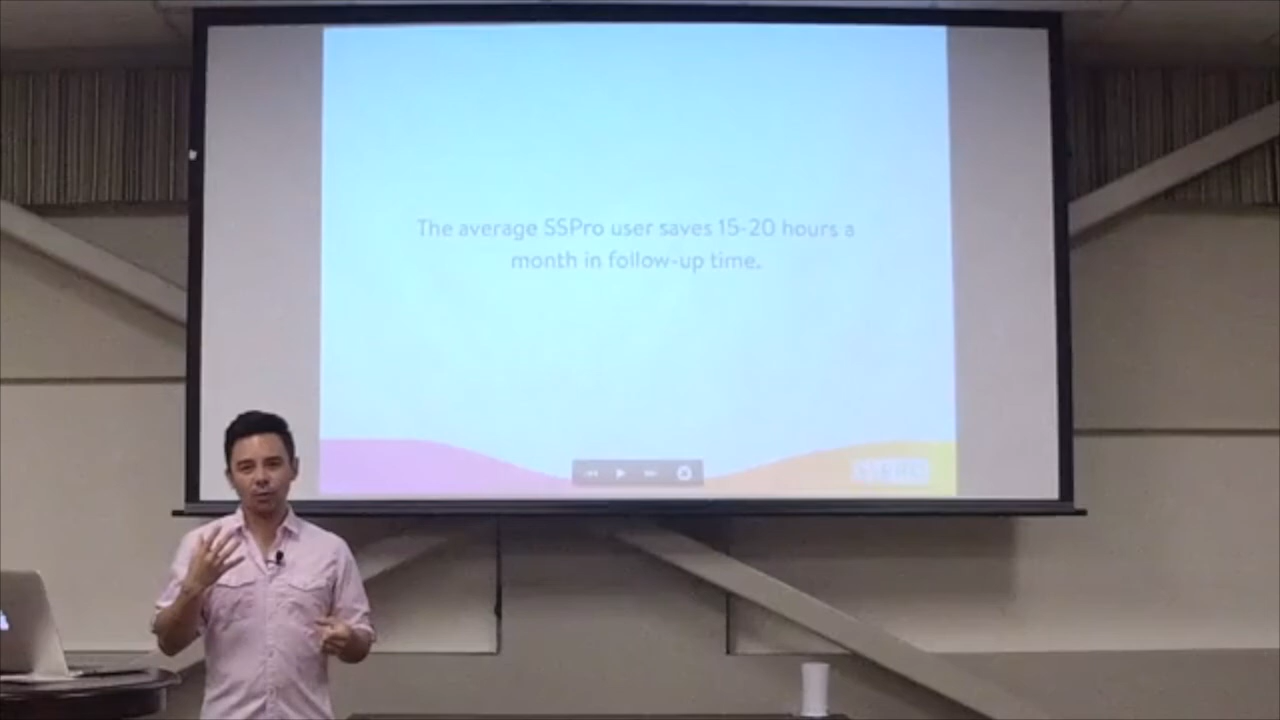 The average SSPro user saves 15-20 hours a
month in follow-up time.